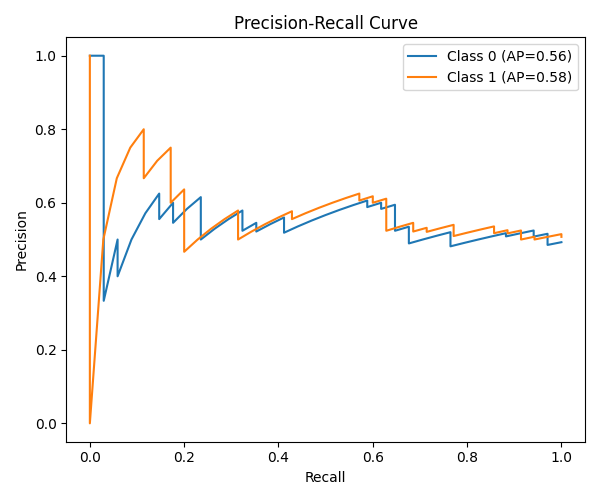 Precision-Recall Curve
Class 0 (AP=0.56)
Class 1 (AP=0.58)
1.0
0.8
0.6
0.4
0.2
0.0
Precision
0.0 0.2 0.4 0.6 0.8 1.0
Recall